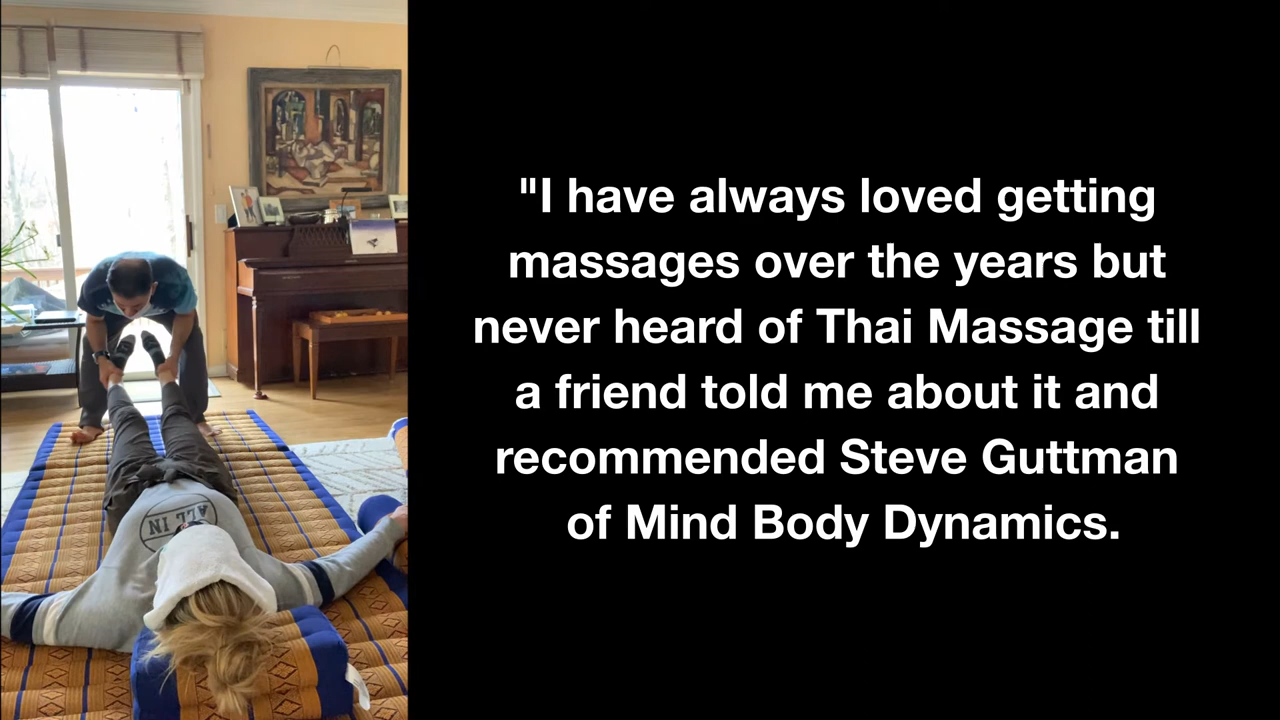 "I have always loved getting
massages over the years but
never heard of Thai Massage till
a friend told me about it and
recommended Steve Guttman
of Mind Body Dynamics.
ALL IN